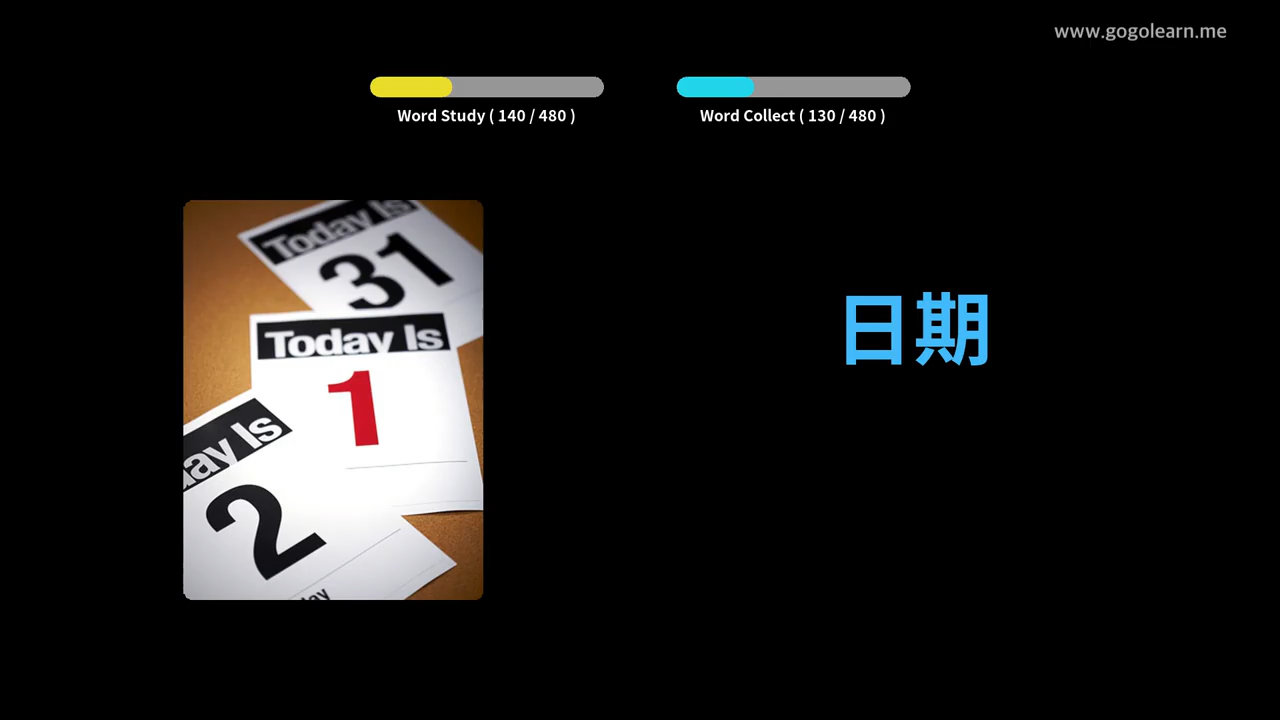 www.gogolearn.me
Word Study ( 140 / 480 )
Word Collect ( 130 / 480 )
Today Is
31
Today Is
1
ay Is
2
日期